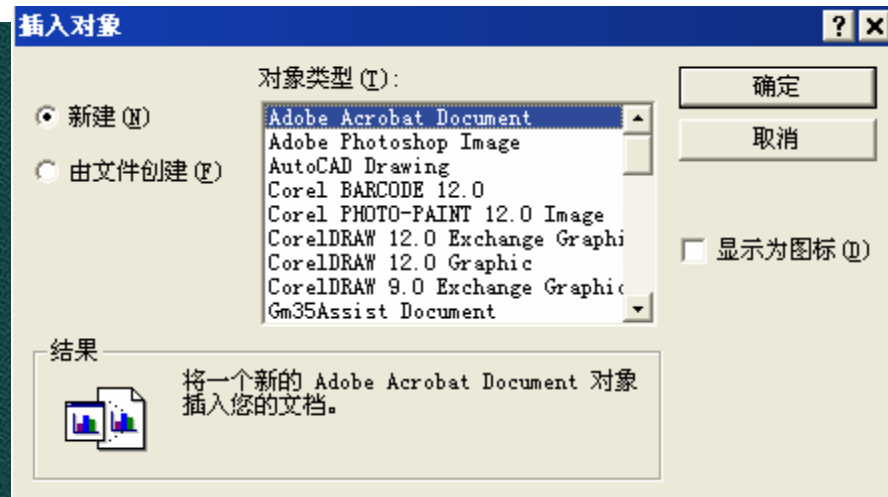 插入对象
对象类型(T):
新建(N)
由文件创建(F)
Adobe Acrobat Document
Adobe Photoshop Image
AutoCAD Drawing
Corel BARCODE 12.0
Corel PHOTO-PAINT 12.0 Image
CorelDRAW 12.0 Exchange Graphi
CorelDRAW 12.0 Graphic
CorelDRAW 9.0 Exchange Graphic
Gm35Assist Document
确定
取消
显示为图标(D)
结果
将一个新的 Adobe Acrobat Document 对象
插入您的文档。